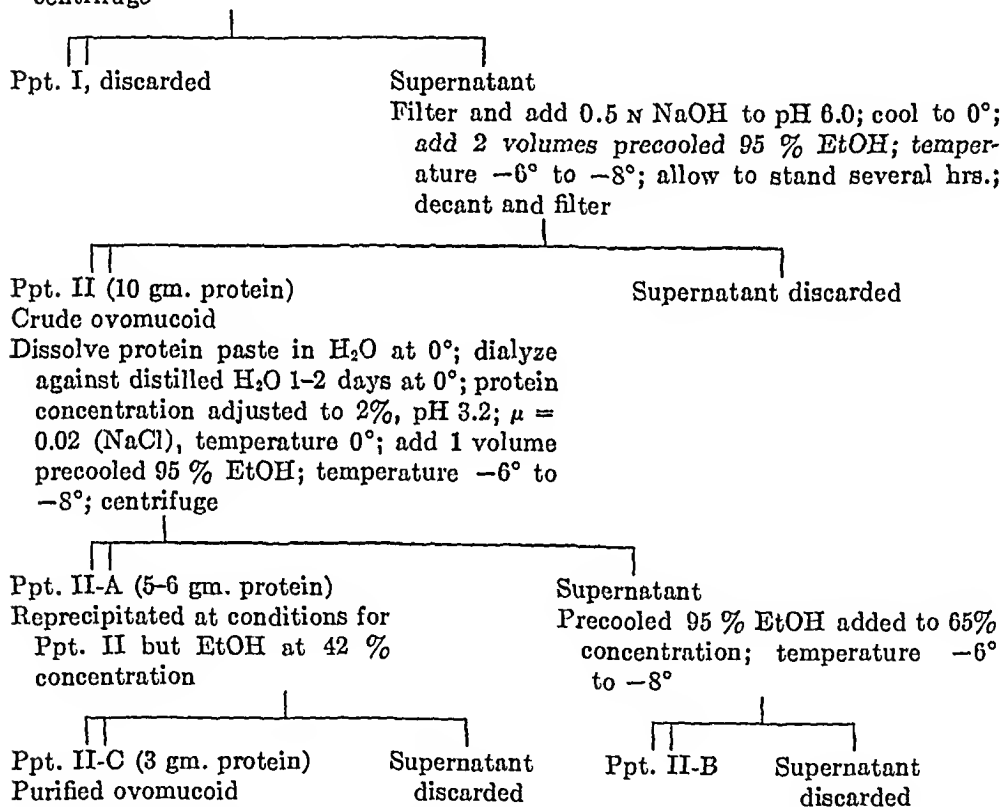 centrifuge
Ppt. I, discarded
Supernatant
Filter and add 0.5 N NaOH to pH 6.0; cool to 0°;
add 2 volumes precooled 95 % EtOH; temper-
ature −6° to −8°; allow to stand several hrs.;
decant and filter
Ppt. II (10 gm. protein)
Crude ovomucoid
Dissolve protein paste in H₂O at 0°; dialyze
against distilled H₂O 1–2 days at 0°; protein
concentration adjusted to 2%, pH 3.2; μ =
0.02 (NaCl), temperature 0°; add 1 volume
precooled 95 % EtOH; temperature −6° to
−8°; centrifuge
Supernatant discarded
Ppt. II-A (5–6 gm. protein)
Reprecipitated at conditions for
Ppt. II but EtOH at 42 %
concentration
Supernatant
Precooled 95 % EtOH added to 65%
concentration; temperature −6°
to −8°
Ppt. II-C (3 gm. protein)
Purified ovomucoid
Supernatant
discarded
Ppt. II-B
Supernatant
discarded